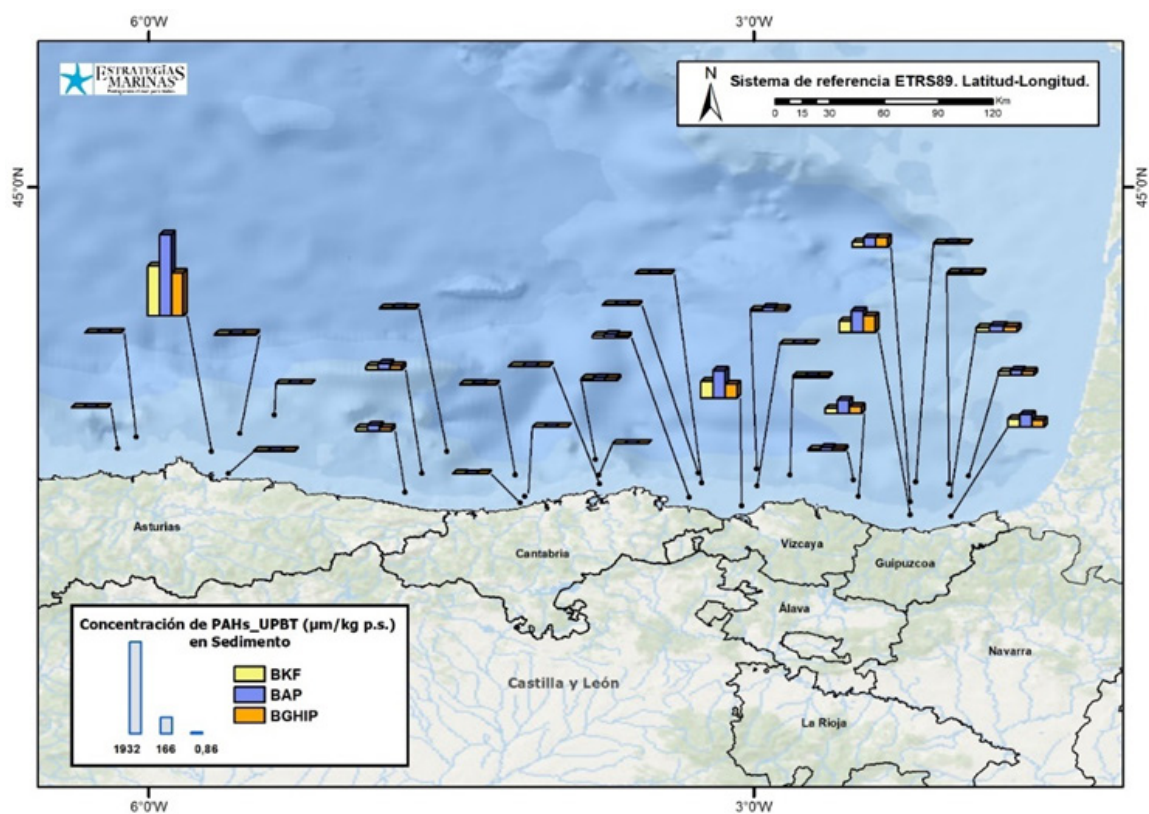 6°0'W
3°0'W
ESTRATEGIAS
MARINAS
N
Sistema de referencia ETRS89. Latitud-Longitud.
Km
0 15 30 60 90 120
45°0'N
45°0'N
Asturias
Cantabria
Vizcaya
Guipuzcoa
Álava
Navarra
Castilla y León
La Rioja
Concentración de PAHs_UPBT (µm/kg p.s.)
en Sedimento
BKF
BAP
BGHIP
1932 166 0,86
6°0'W
3°0'W